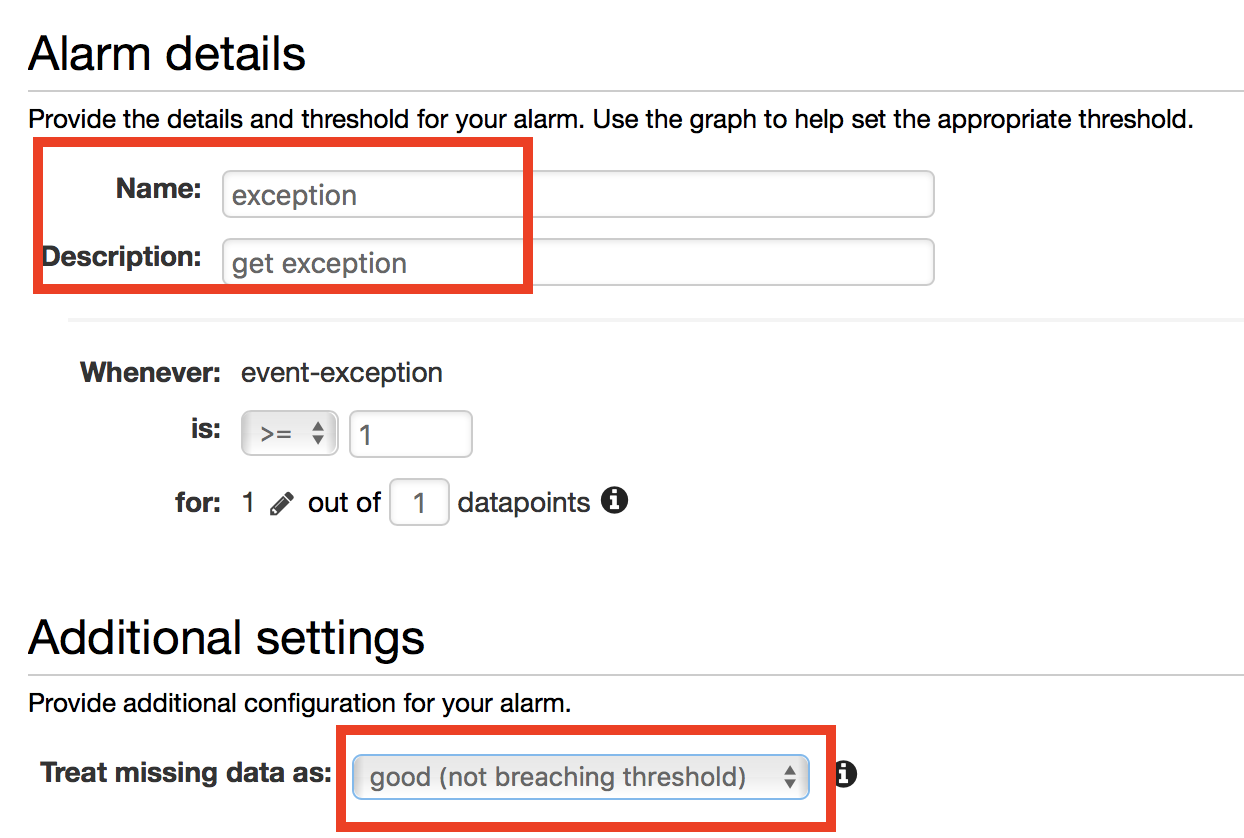 Alarm details
Provide the details and threshold for your alarm. Use the graph to help set the appropriate threshold.
Name: exception
Description: get exception
Whenever: event-exception
is: >= 1
for: 1 out of 1 datapoints
Additional settings
Provide additional configuration for your alarm.
Treat missing data as: good (not breaching threshold)